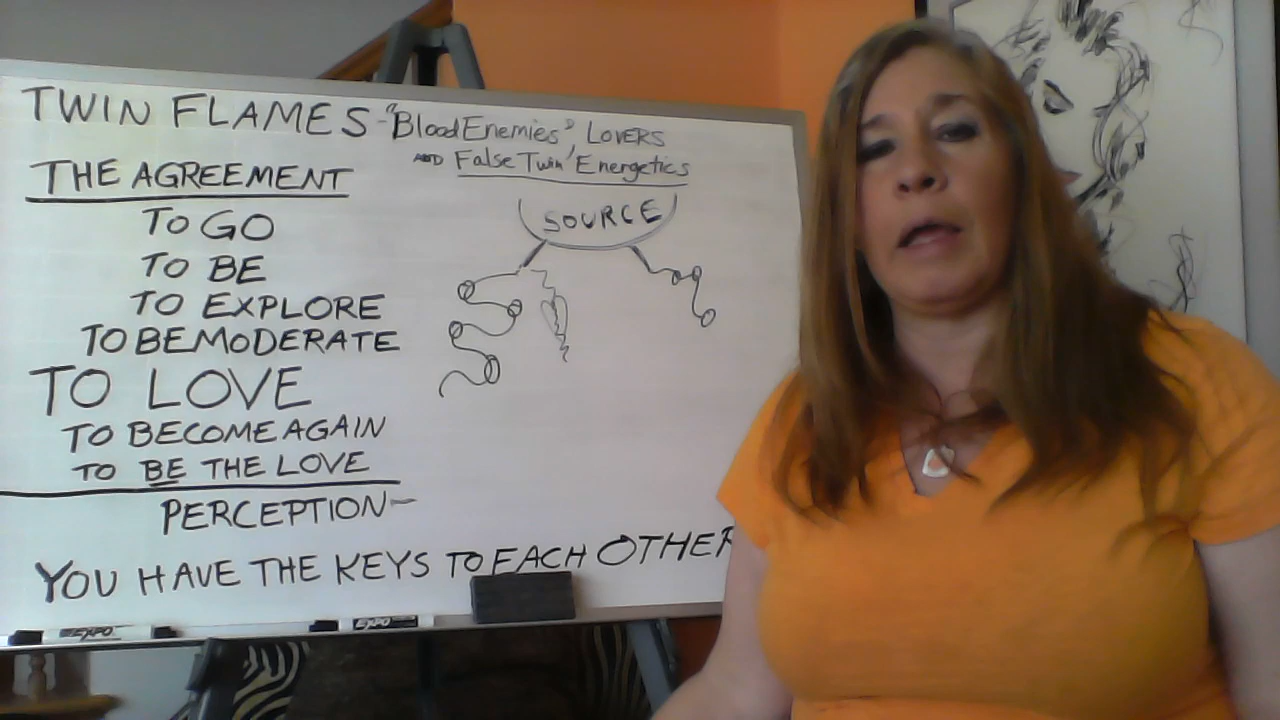 TWIN FLAMES - "Blood Enemies", LOVERS
AND False Twin Energetics
THE AGREEMENT
TO GO
TO BE
TO EXPLORE
TO BE MODERATE
TO LOVE
TO BECOME AGAIN
TO BE THE LOVE
PERCEPTION-
YOU HAVE THE KEYS TO EACH OTHER
SOURCE
EXPO
EXPO